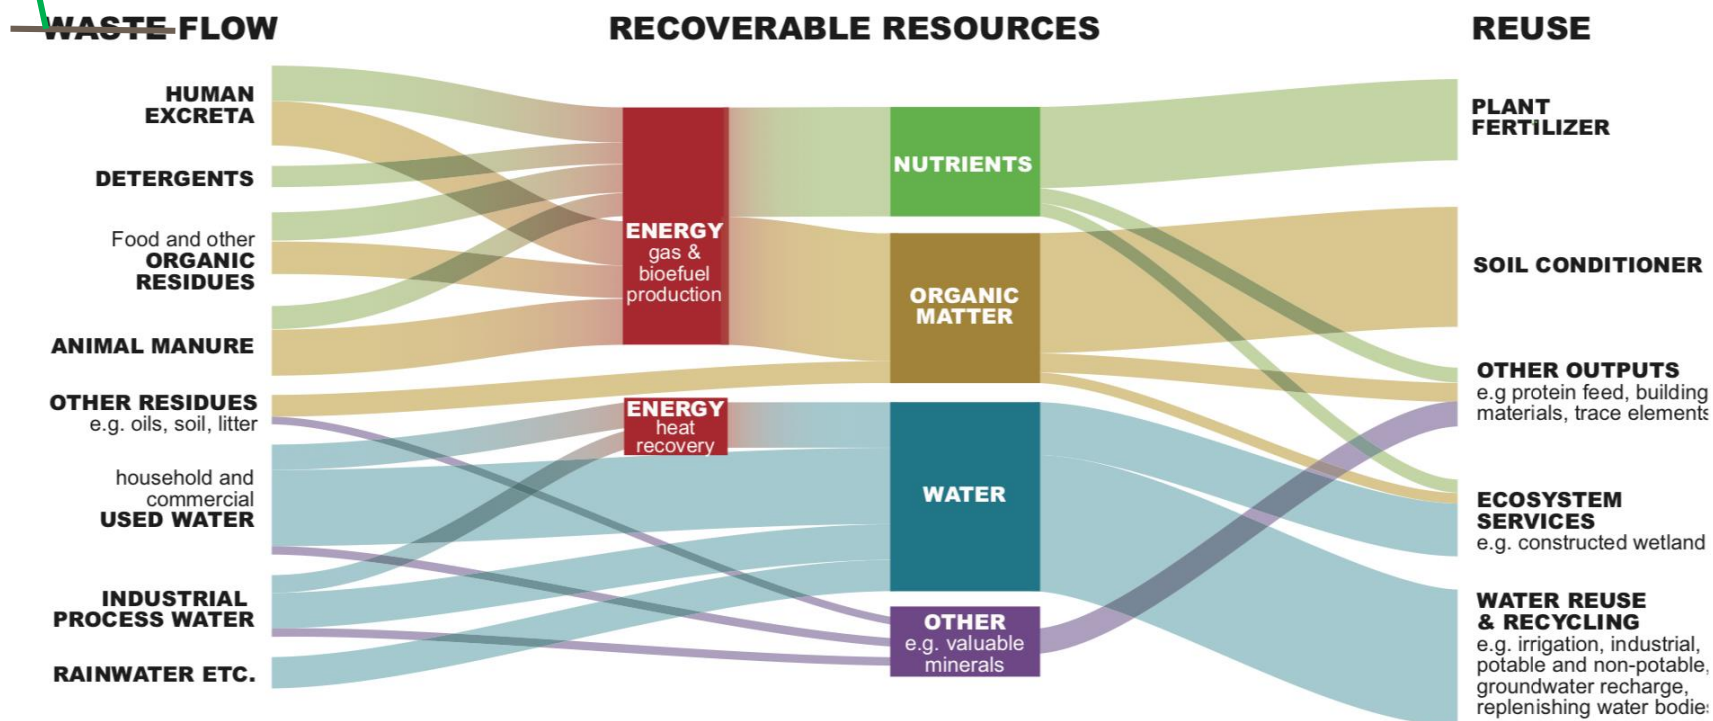 WASTE FLOW
RECOVERABLE RESOURCES
REUSE
HUMAN
EXCRETA
DETERGENTS
Food and other
ORGANIC
RESIDUES
ANIMAL MANURE
OTHER RESIDUES
e.g. oils, soil, litter
household and
commercial
USED WATER
INDUSTRIAL
PROCESS WATER
RAINWATER ETC.
ENERGY
gas &
bioefuel
production
ENERGY
heat
recovery
NUTRIENTS
ORGANIC
MATTER
WATER
OTHER
e.g. valuable
minerals
PLANT
FERTILIZER
SOIL CONDITIONER
OTHER OUTPUTS
e.g protein feed, building
materials, trace elements
ECOSYSTEM
SERVICES
e.g. constructed wetland
WATER REUSE
& RECYCLING
e.g. irrigation, industrial,
potable and non-potable,
groundwater recharge,
replenishing water bodies